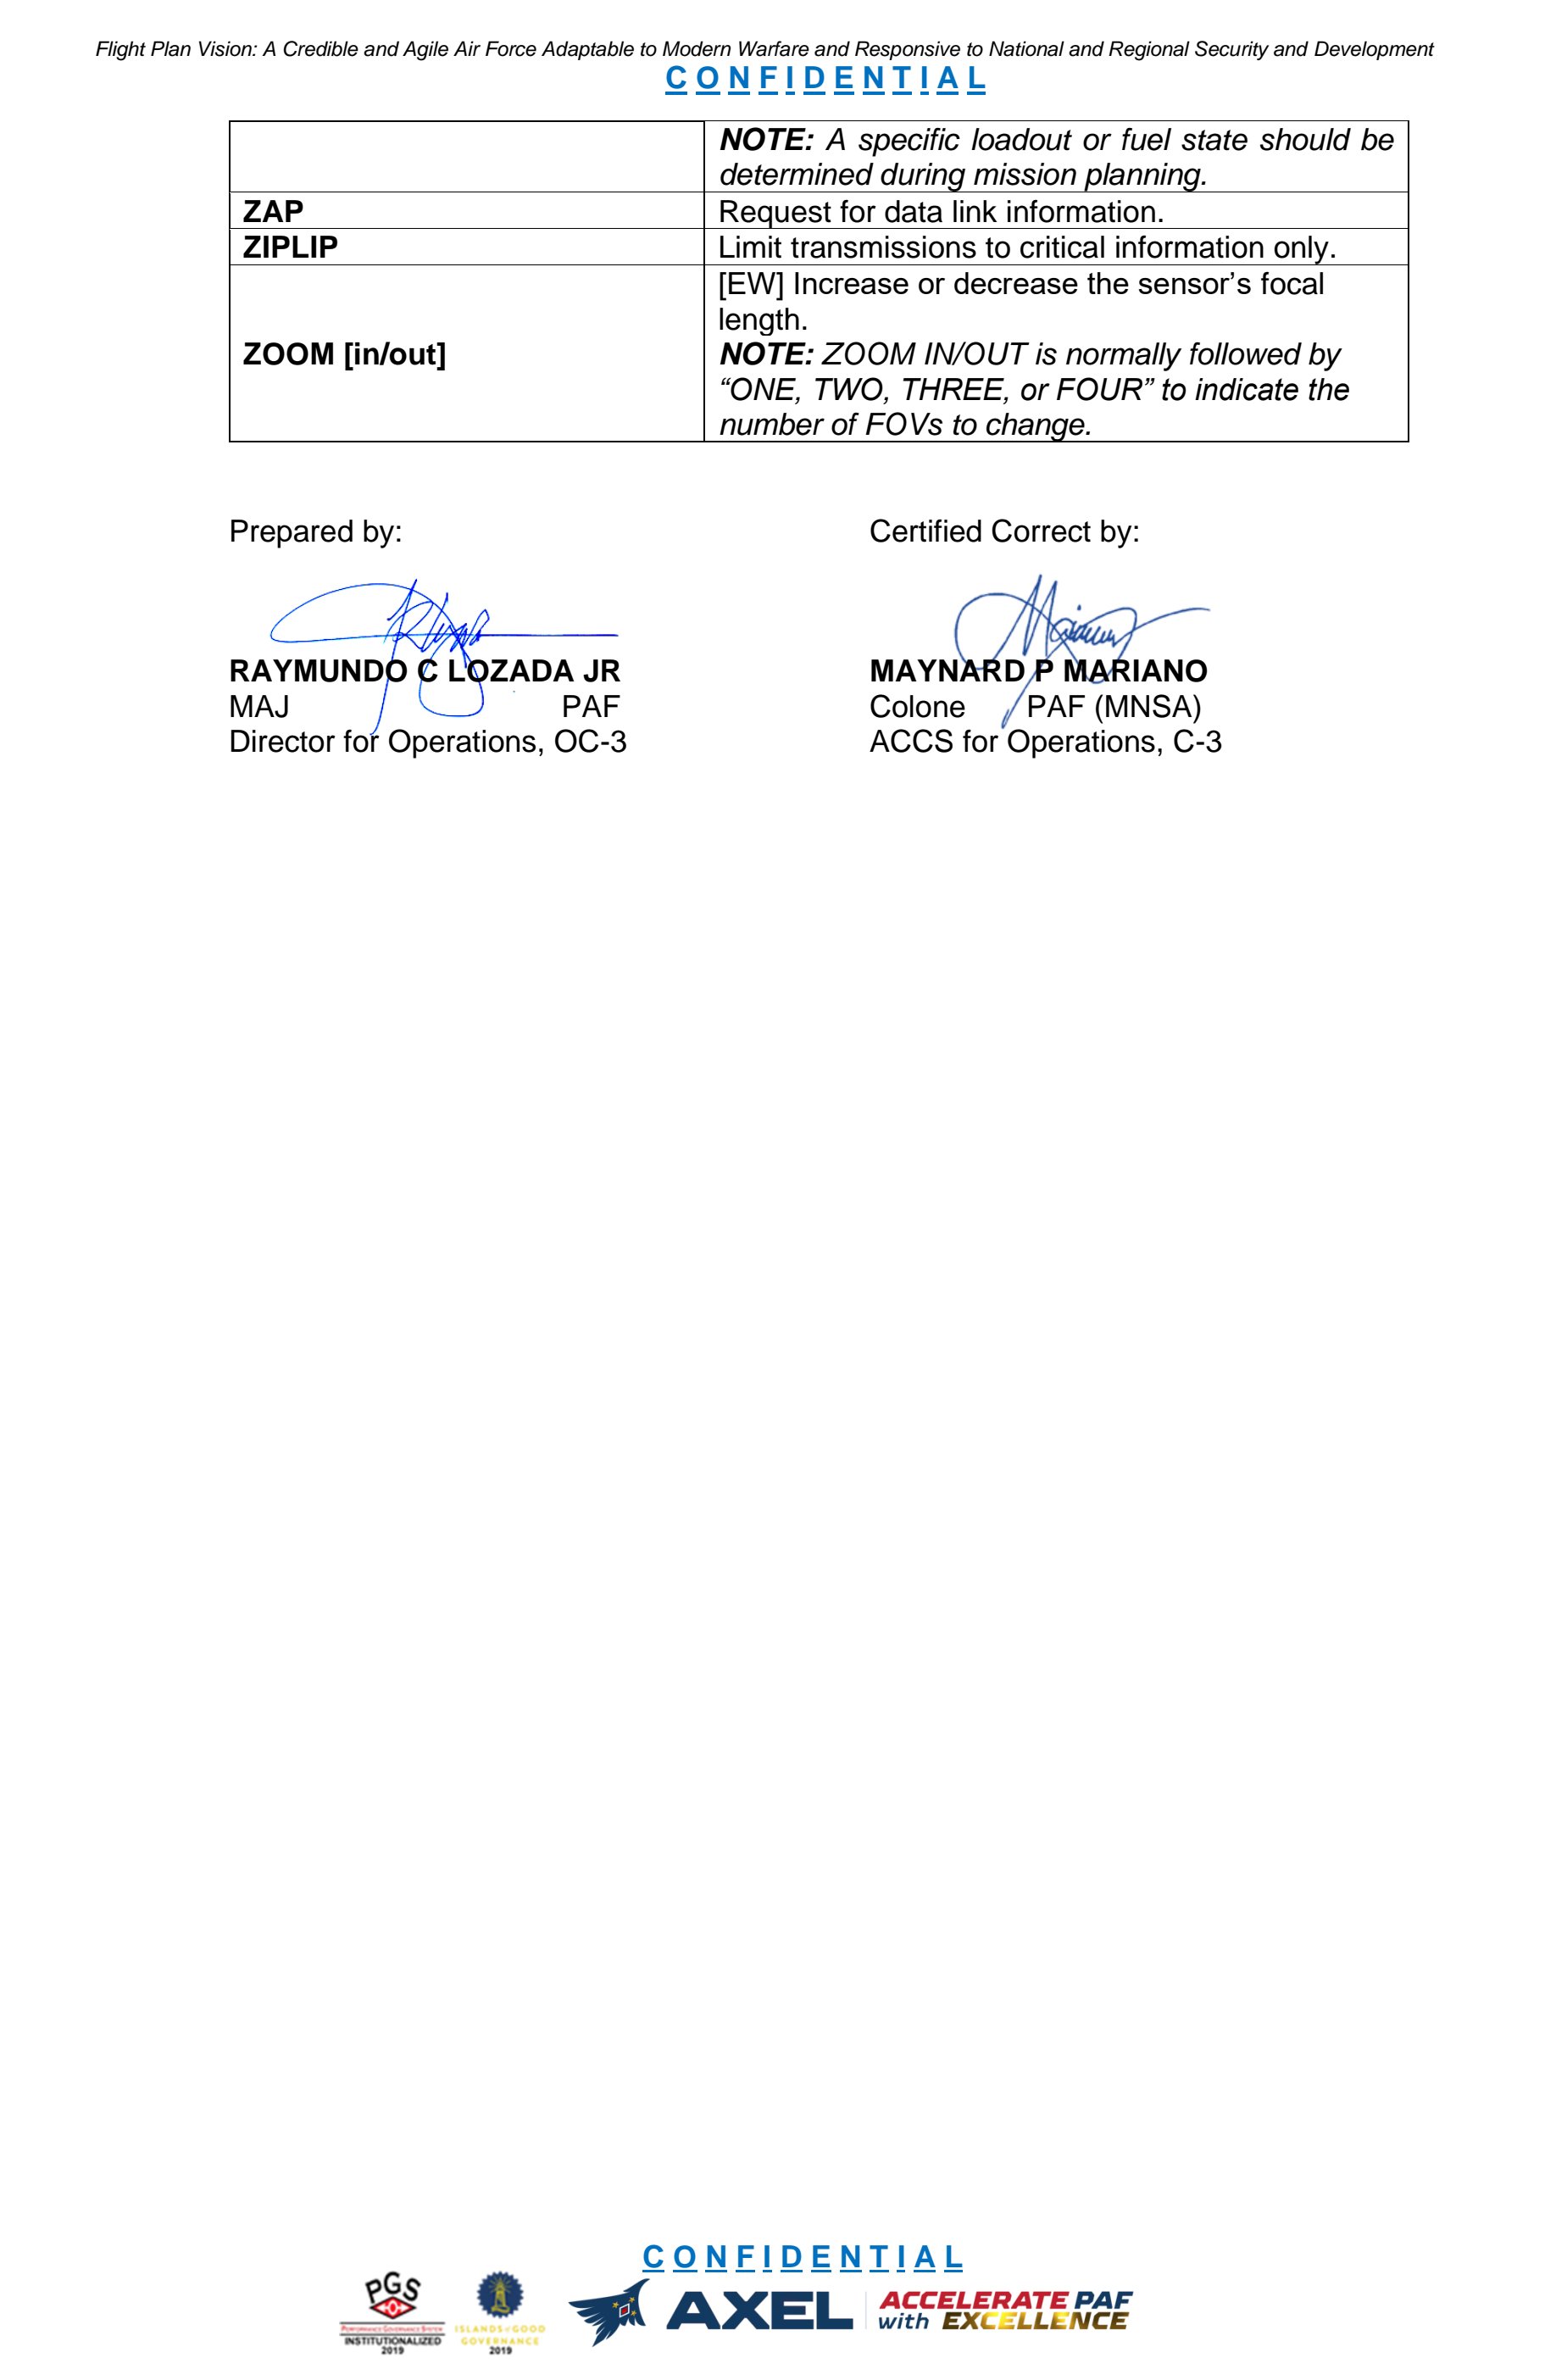 Flight Plan Vision: A Credible and Agile Air Force Adaptable to Modern Warfare and Responsive to National and Regional Security and Development
CONFIDENTIAL
NOTE: A specific loadout or fuel state should be
determined during mission planning.
ZAP Request for data link information.
ZIPLIP Limit transmissions to critical information only.
[EW] Increase or decrease the sensor’s focal
length.
ZOOM [in/out] NOTE: ZOOM IN/OUT is normally followed by
“ONE, TWO, THREE, or FOUR” to indicate the
number of FOVs to change.
Prepared by: Certified Correct by:
RAYMUNDO C LOZADA JR MAYNARD P MARIANO
MAJ PAF Colone PAF (MNSA)
Director for Operations, OC-3 ACCS for Operations, C-3
CONFIDENTIAL
PGS
PERFORMANCE GOVERNANCE SYSTEM
INSTITUTIONALIZED
2019
ISLANDS of GOOD
GOVERNANCE
2019
AXEL
ACCELERATE PAF
with EXCELLENCE